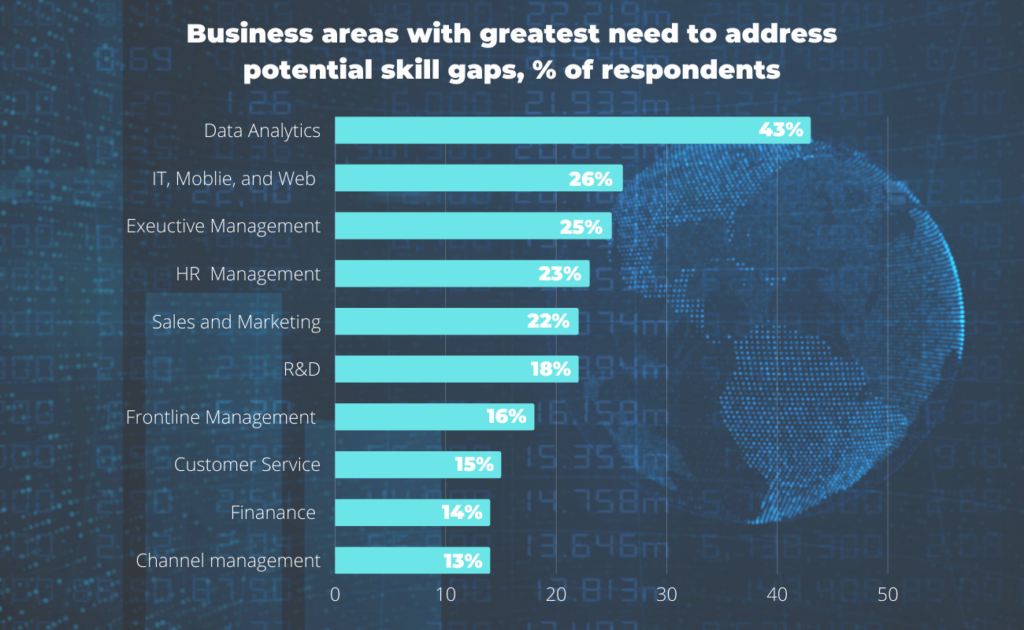 Business areas with greatest need to address
potential skill gaps, % of respondents
Data Analytics 43%
IT, Moblie, and Web 26%
Exeuctive Management 25%
HR Management 23%
Sales and Marketing 22%
R&D 18%
Frontline Management 16%
Customer Service 15%
Finanance 14%
Channel management 13%
0 10 20 30 40 50